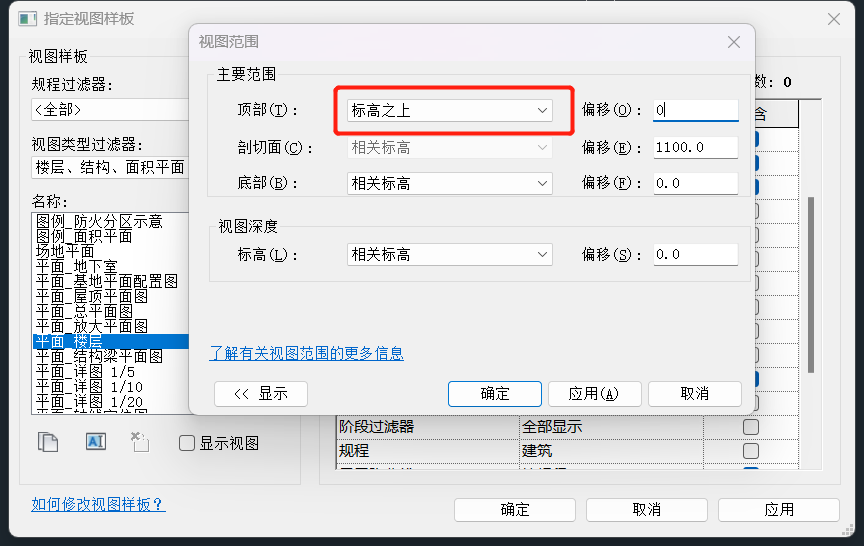 指定视图样板
视图样板
规程过滤器:
<全部>
视图类型过滤器:
楼层、结构、面积平面
名称:
图例_防火分区示意
图例_面积平面
场地平面
平面_地下室
平面_基地平面配置图
平面_屋顶平面图
平面_总平面图
平面_放大平面图
平面_楼层
平面_结构梁平面图
平面_详图 1/5
平面_详图 1/10
平面_详图 1/20
显示视图
如何修改视图样板?
视图范围
主要范围
顶部(T): 标高之上 偏移(O): 0
剖切面(C): 相关标高 偏移(E): 1100.0
底部(B): 相关标高 偏移(F): 0.0
视图深度
标高(L): 相关标高 偏移(S): 0.0
了解有关视图范围的更多信息
<< 显示 确定 应用(A) 取消
数: 0
含
阶段过滤器 全部显示
规程 建筑
确定 取消 应用